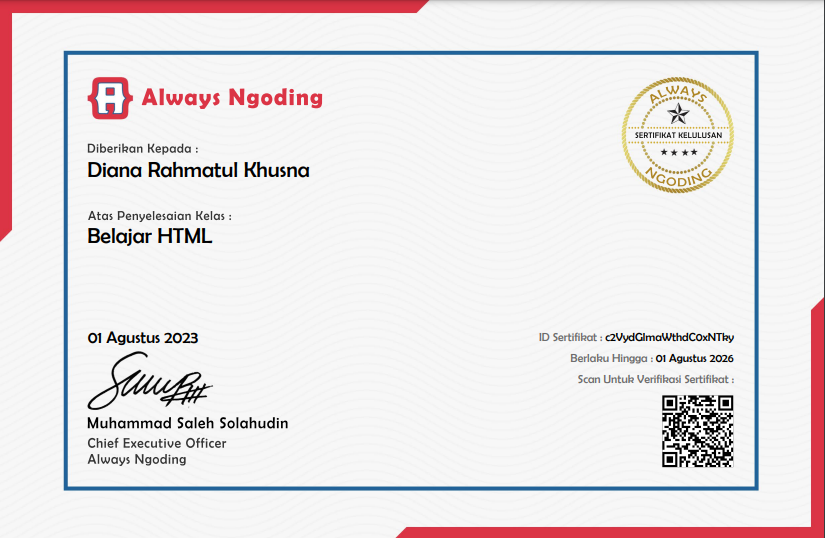 Always Ngoding
ALWAYS
SERTIFIKAT KELULUSAN
NGODING
Diberikan Kepada :
Diana Rahmatul Khusna
Atas Penyelesaian Kelas :
Belajar HTML
01 Agustus 2023
Muhammad Saleh Solahudin
Chief Executive Officer
Always Ngoding
ID Sertifikat : c2VydGlmaWthdC0xNTky
Berlaku Hingga : 01 Agustus 2026
Scan Untuk Verifikasi Sertifikat :